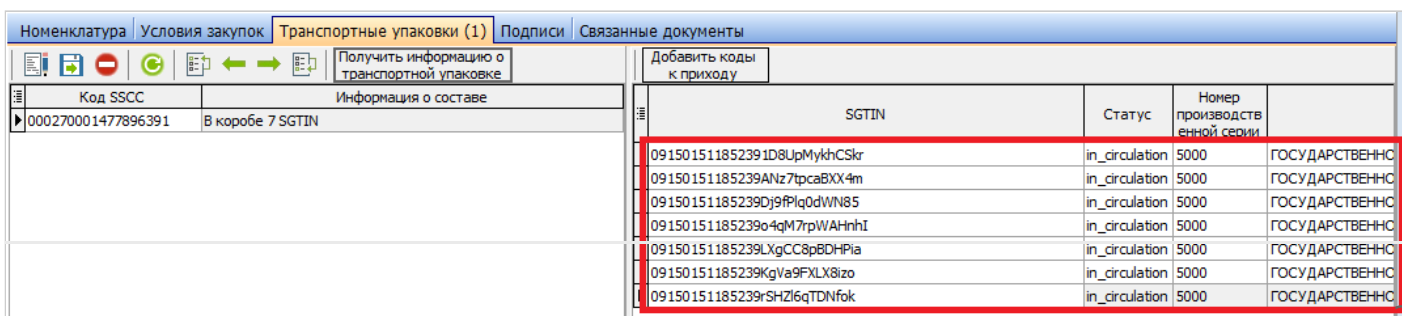 Номенклатура Условия закупок Транспортные упаковки (1) Подписи Связанные документы
Получить информацию о
транспортной упаковке
Добавить коды
к приходу
Код SSCC Информация о составе
000270001477896391 В коробе 7 SGTIN
SGTIN Статус Номер
производств
енной серии
091501511852391D8UpMykhCSkr in_circulation 5000 ГОСУДАРСТВЕННО
09150151185239ANz7tpcaBXX4m in_circulation 5000 ГОСУДАРСТВЕННО
09150151185239Dj9fPlq0dWN85 in_circulation 5000 ГОСУДАРСТВЕННО
09150151185239o4qM7rpWAHnhI in_circulation 5000 ГОСУДАРСТВЕННО
09150151185239LXgCC8pBDHPia in_circulation 5000 ГОСУДАРСТВЕННО
09150151185239KgVa9FXLX8izo in_circulation 5000 ГОСУДАРСТВЕННО
09150151185239rSHZl6qTDNfok in_circulation 5000 ГОСУДАРСТВЕННО